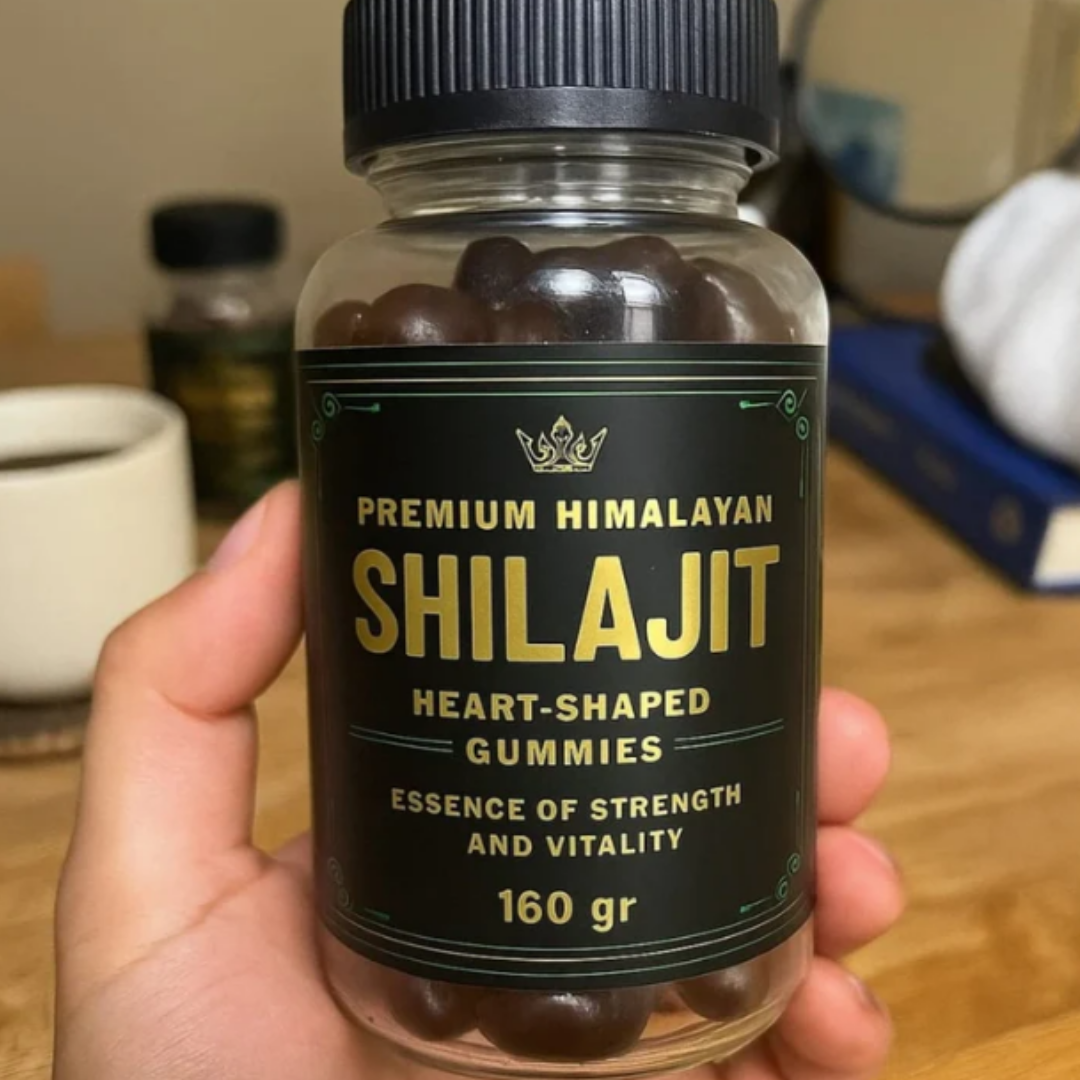 PREMIUM HIMALAYAN
SHILAJIT
HEART-SHAPED
GUMMIES
ESSENCE OF STRENGTH
AND VITALITY
160 gr